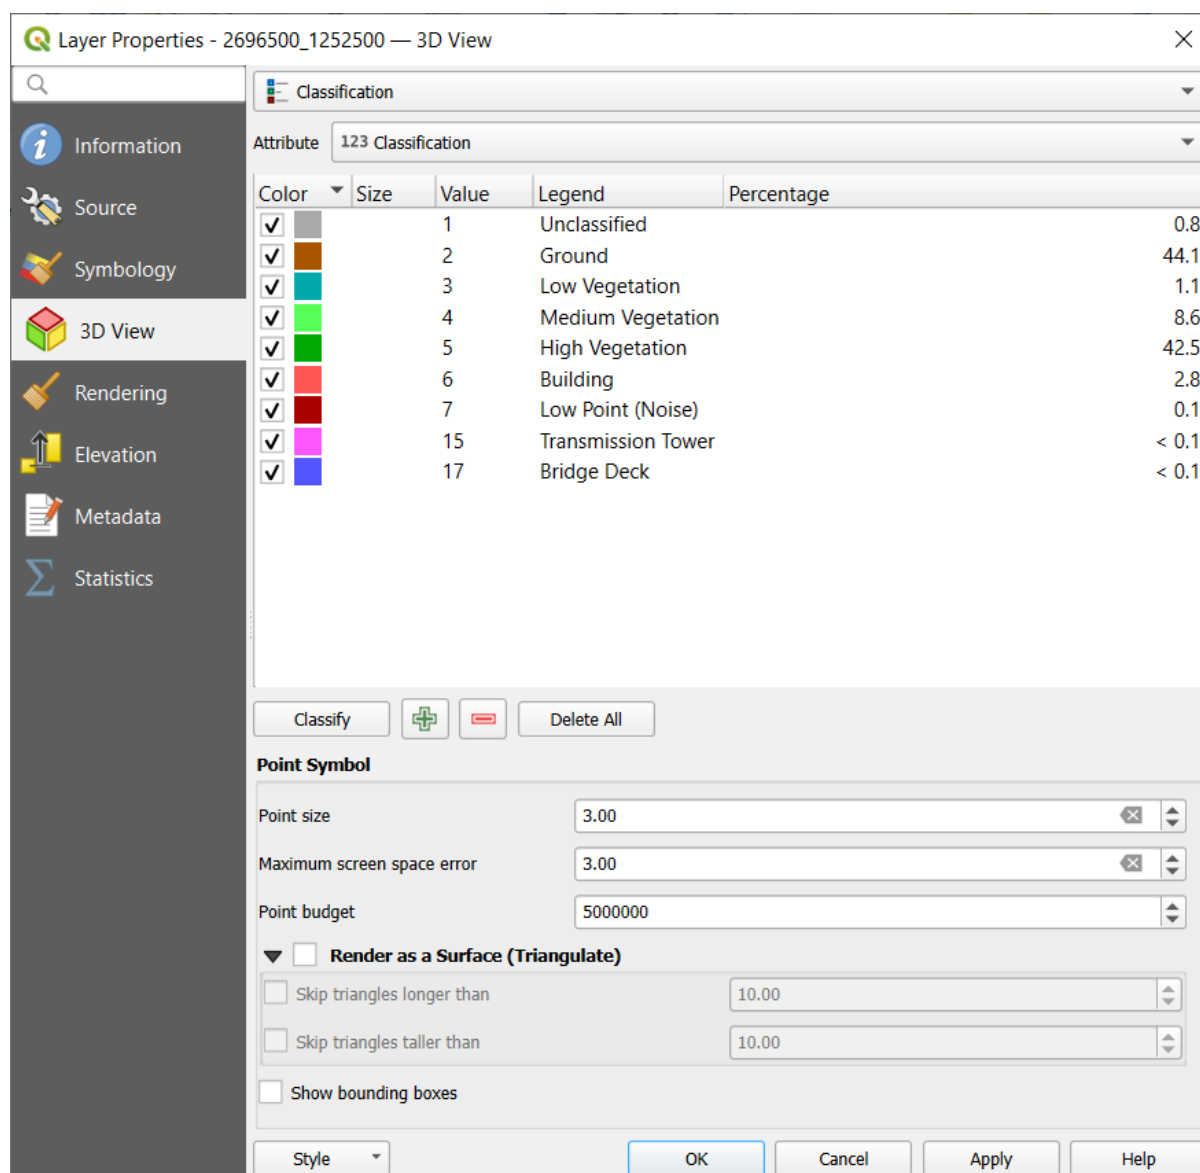 Layer Properties - 2696500_1252500 — 3D View
Classification
Information
Attribute 123 Classification
Source
Color Size Value Legend Percentage
1 Unclassified 0.8
2 Ground 44.1
Symbology
3 Low Vegetation 1.1
4 Medium Vegetation 8.6
3D View
5 High Vegetation 42.5
6 Building 2.8
Rendering
7 Low Point (Noise) 0.1
15 Transmission Tower < 0.1
Elevation
17 Bridge Deck < 0.1
Metadata
Statistics
Classify Delete All
Point Symbol
Point size 3.00
Maximum screen space error 3.00
Point budget 5000000
Render as a Surface (Triangulate)
Skip triangles longer than 10.00
Skip triangles taller than 10.00
Show bounding boxes
Style OK Cancel Apply Help